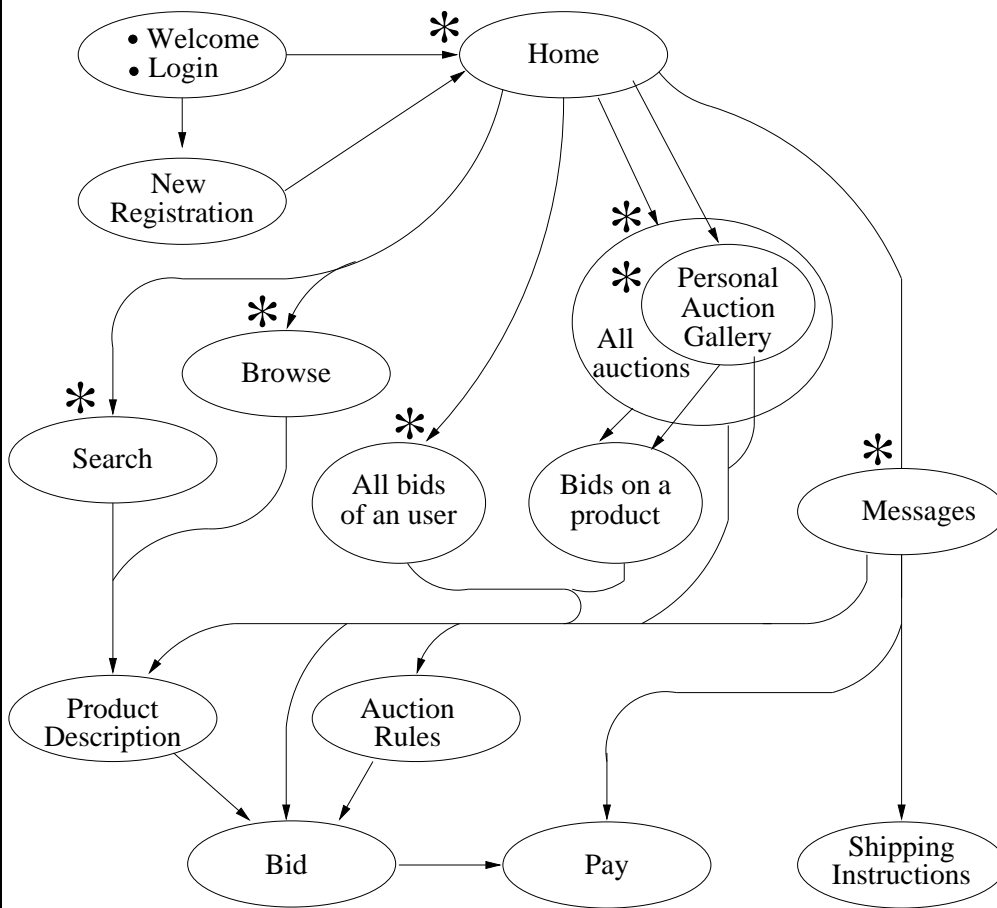 • Welcome
• Login
*
Home
New
Registration
*
*
Personal
Auction
Gallery
All
auctions
*
Browse
*
Search
*
All bids
of an user
Bids on a
product
*
Messages
Product
Description
Auction
Rules
Bid
Pay
Shipping
Instructions